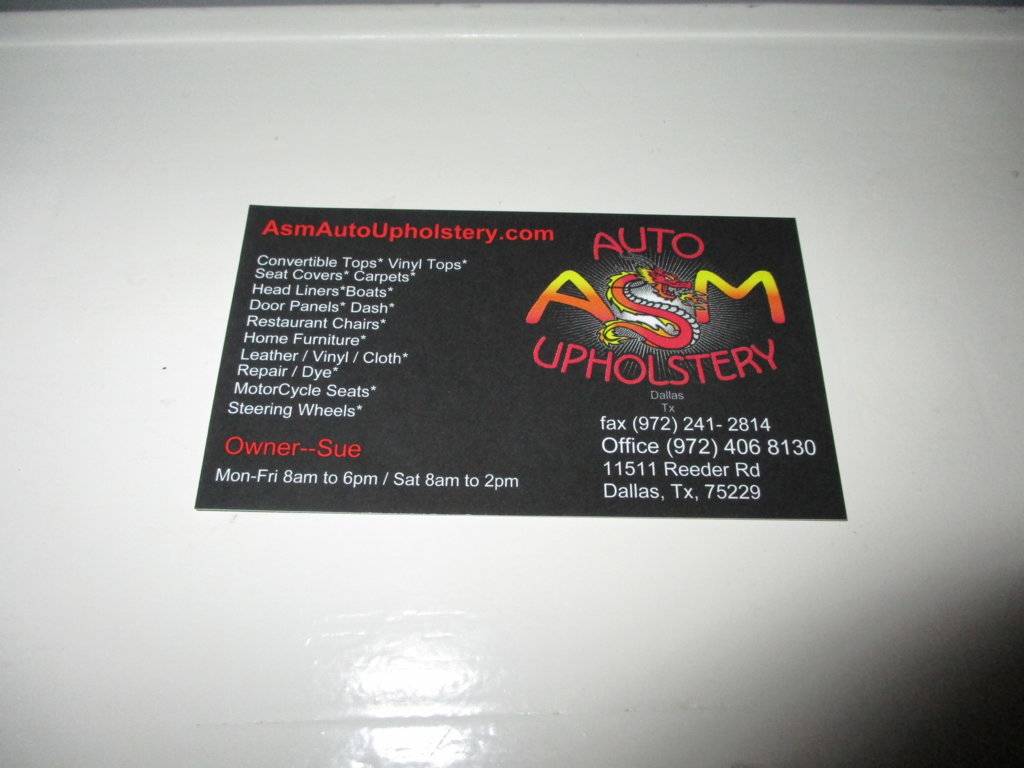 AsmAutoUpholstery.com
Convertible Tops* Vinyl Tops*
Seat Covers* Carpets*
Head Liners*Boats*
Door Panels* Dash*
Restaurant Chairs*
Home Furniture*
Leather / Vinyl / Cloth*
Repair / Dye*
MotorCycle Seats*
Steering Wheels*
Owner--Sue
Mon-Fri 8am to 6pm / Sat 8am to 2pm
AUTO
ASM
UPHOLSTERY
Dallas
Tx
fax (972) 241- 2814
Office (972) 406 8130
11511 Reeder Rd
Dallas, Tx, 75229